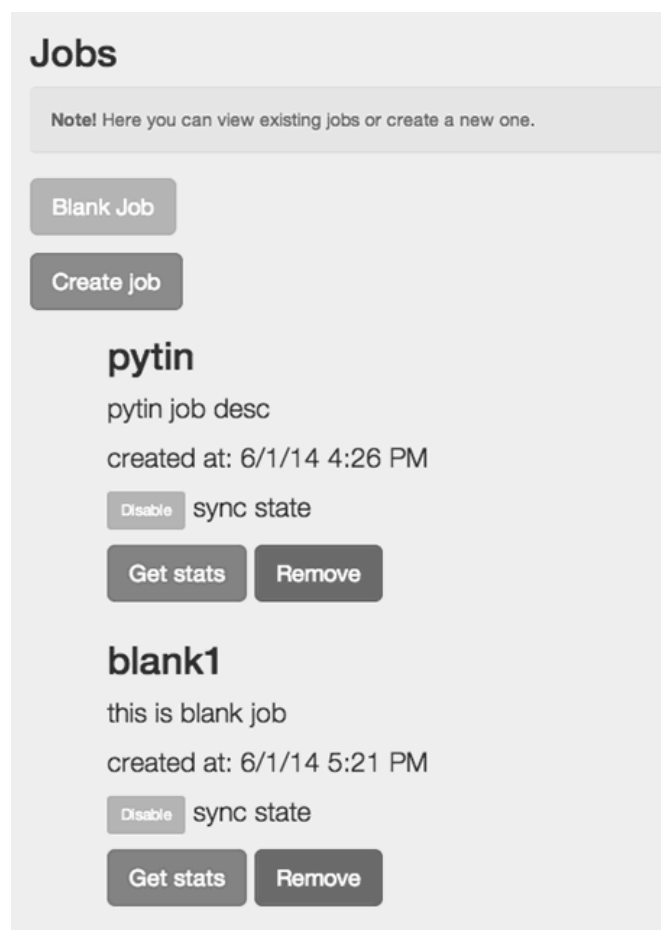 Jobs
Note! Here you can view existing jobs or create a new one.
Blank Job
Create job
pytin
pytin job desc
created at: 6/1/14 4:26 PM
Disable sync state
Get stats Remove
blank1
this is blank job
created at: 6/1/14 5:21 PM
Disable sync state
Get stats Remove